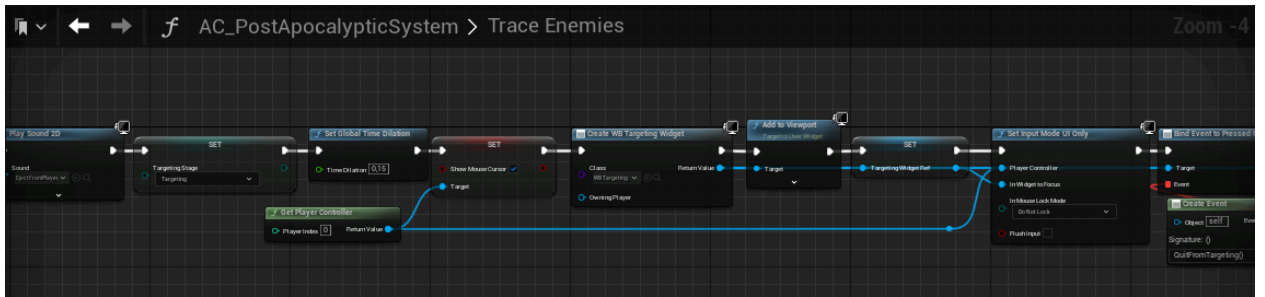 AC_PostApocalypticSystem > Trace Enemies
Zoom -4
Play Sound 2D
Sound
EjectFromPlayer
SET
Targeting Stage
Targeting
Set Global Time Dilation
Time Dilation 0,15
SET
Show Mouse Cursor
Target
Get Player Controller
Player Index 0 Return Value
Create WB Targeting Widget
Class Return Value
WB Targeting
Owning Player
Add to Viewport
Target is User Widget
Target
SET
Targeting Widget Ref
Set Input Mode UI Only
Player Controller
In Widget to Focus
In Mouse Lock Mode
Do Not Lock
Flush Input
Bind Event to Pressed
Target
Event
Create Event
Object self
Signature: ()
QuitFromTargeting()